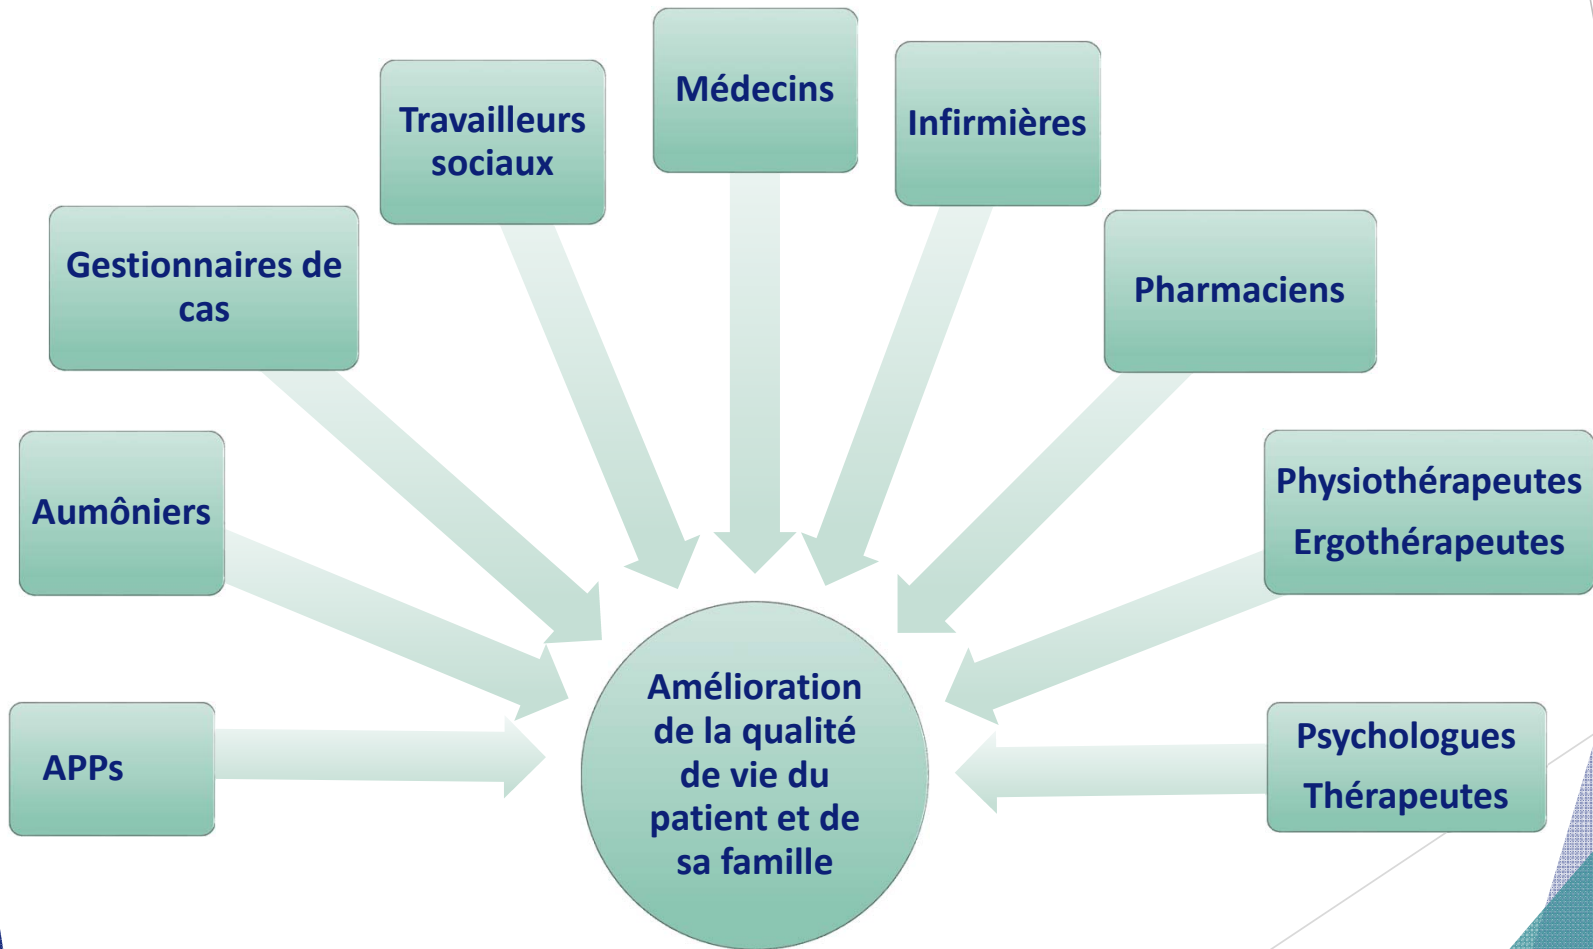 Médecins
Infirmières
Travailleurs
sociaux
Gestionnaires de
cas
Pharmaciens
Aumôniers
Physiothérapeutes
Ergothérapeutes
APPs
Psychologues
Thérapeutes
Amélioration
de la qualité
de vie du
patient et de
sa famille